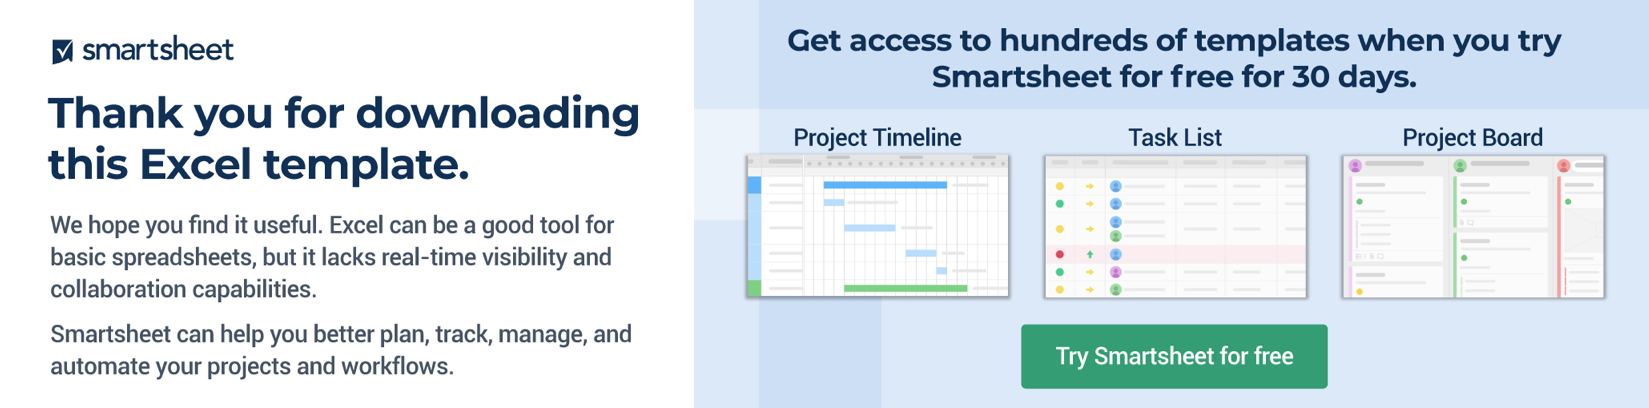 smartsheet
Thank you for downloading
this Excel template.
We hope you find it useful. Excel can be a good tool for
basic spreadsheets, but it lacks real-time visibility and
collaboration capabilities.
Smartsheet can help you better plan, track, manage, and
automate your projects and workflows.
Get access to hundreds of templates when you try
Smartsheet for free for 30 days.
Project Timeline
Task List
Project Board
Try Smartsheet for free